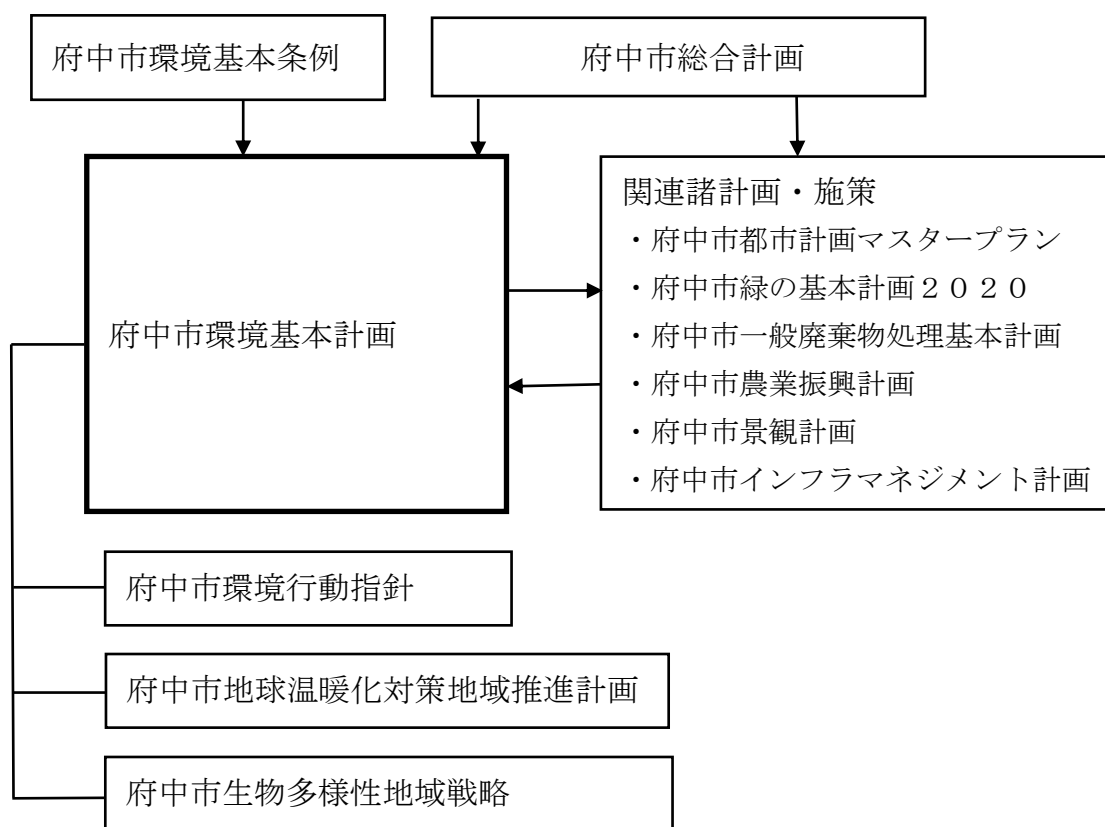 府中市環境基本条例
府中市総合計画
府中市環境基本計画
関連諸計画・施策
・府中市都市計画マスタープラン
・府中市緑の基本計画２０２０
・府中市一般廃棄物処理基本計画
・府中市農業振興計画
・府中市景観計画
・府中市インフラマネジメント計画
府中市環境行動指針
府中市地球温暖化対策地域推進計画
府中市生物多様性地域戦略